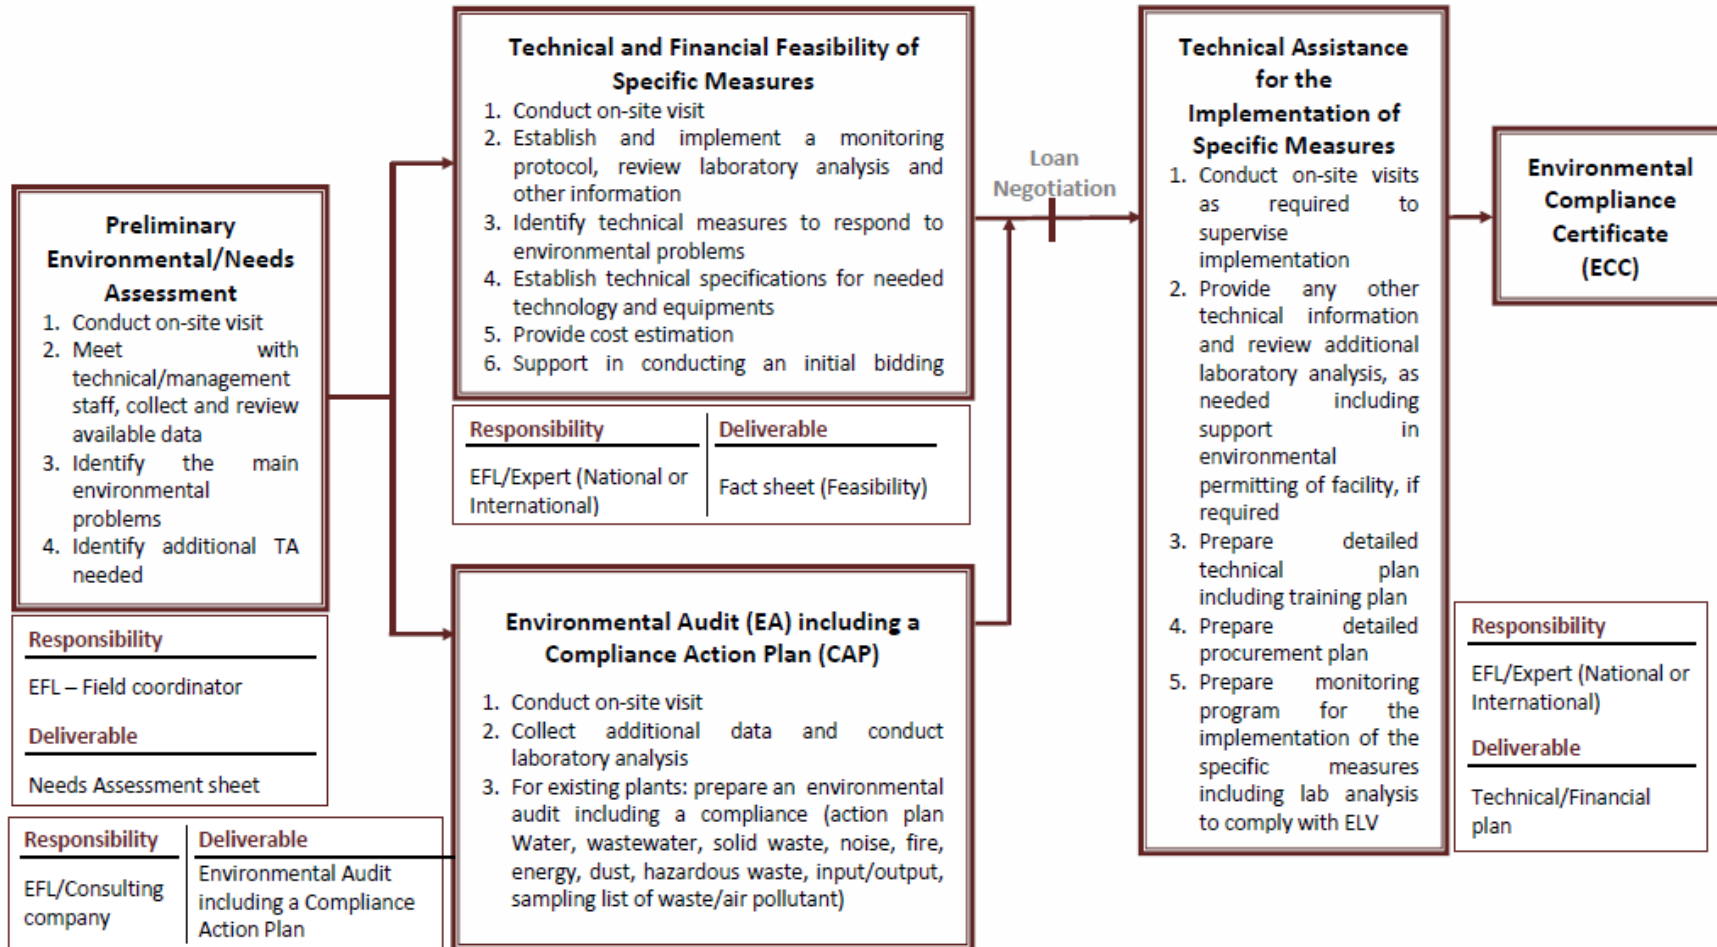 Preliminary
Environmental/Needs
Assessment
1. Conduct on-site visit
2. Meet with
technical/management
staff, collect and review
available data
3. Identify the main
environmental
problems
4. Identify additional TA
needed
Responsibility
EFL – Field coordinator
Deliverable
Needs Assessment sheet
Technical and Financial Feasibility of
Specific Measures
1. Conduct on-site visit
2. Establish and implement a monitoring
protocol, review laboratory analysis and
other information
3. Identify technical measures to respond to
environmental problems
4. Establish technical specifications for needed
technology and equipments
5. Provide cost estimation
6. Support in conducting an initial bidding
Responsibility
EFL/Expert (National or
International)
Deliverable
Fact sheet (Feasibility)
Environmental Audit (EA) including a
Compliance Action Plan (CAP)
1. Conduct on-site visit
2. Collect additional data and conduct
laboratory analysis
3. For existing plants: prepare an environmental
audit including a compliance (action plan
Water, wastewater, solid waste, noise, fire,
energy, dust, hazardous waste, input/output,
sampling list of waste/air pollutant)
Responsibility
EFL/Consulting
company
Deliverable
Environmental Audit
including a Compliance
Action Plan
Loan
Negotiation
Technical Assistance
for the
Implementation of
Specific Measures
1. Conduct on-site visits
as required to
supervise
implementation
2. Provide any other
technical information
and review additional
laboratory analysis, as
needed including
support in
environmental
permitting of facility, if
required
3. Prepare detailed
technical plan
including training plan
4. Prepare detailed
procurement plan
5. Prepare monitoring
program for the
implementation of the
specific measures
including lab analysis
to comply with ELV
Responsibility
EFL/Expert (National or
International)
Deliverable
Technical/Financial
plan
Environmental
Compliance
Certificate
(ECC)